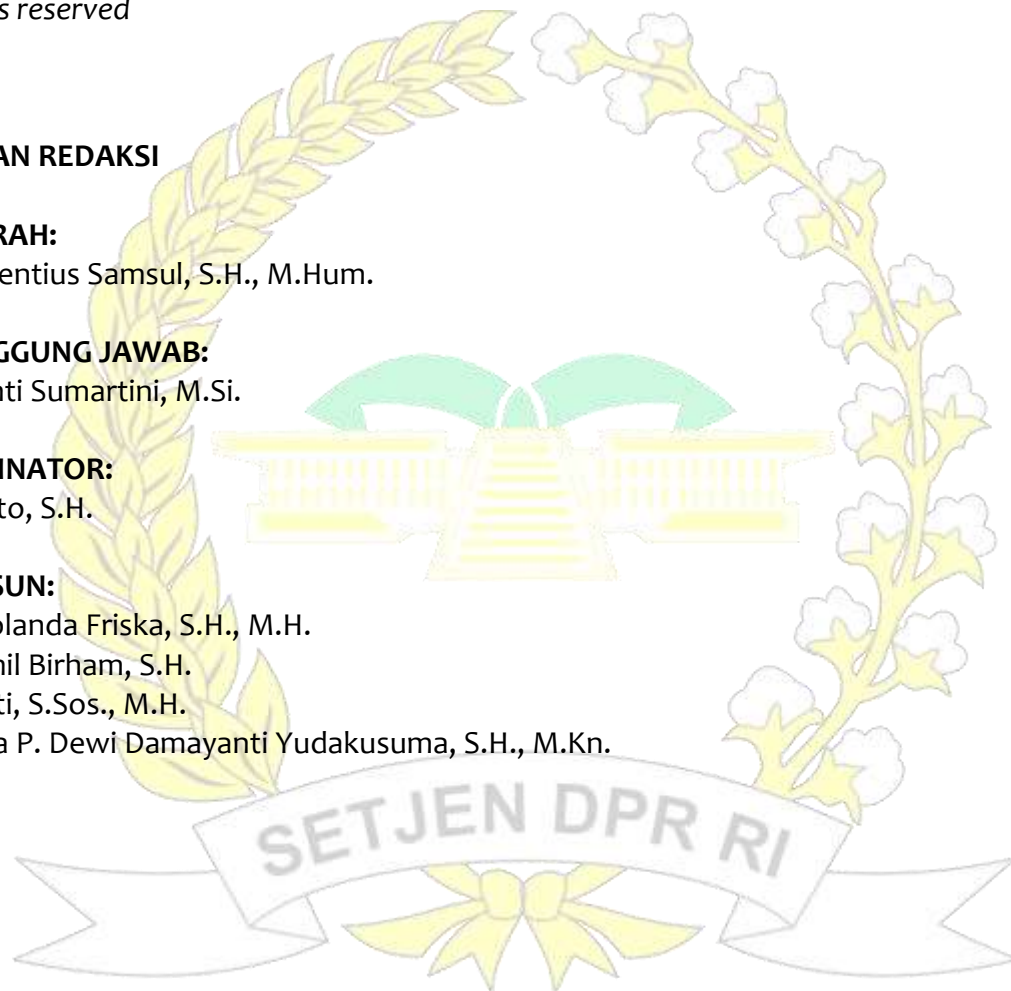 s reserved
AN REDAKSI
RAH:
entius Samsul, S.H., M.Hum.
GGUNG JAWAB:
nti Sumartini, M.Si.
INATOR:
to, S.H.
SUN:
olanda Friska, S.H., M.H.
nil Birham, S.H.
ti, S.Sos., M.H.
a P. Dewi Damayanti Yudakusuma, S.H., M.Kn.
SETJEN DPR RI